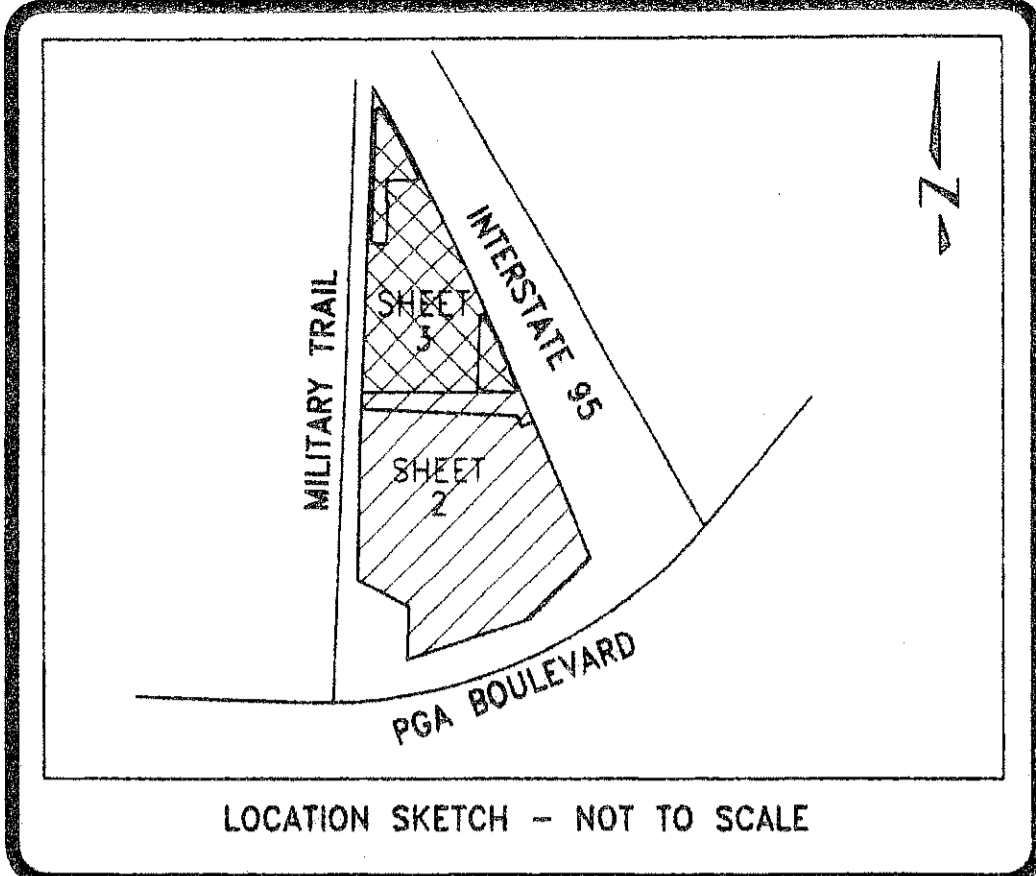 N
INTERSTATE 95
MILITARY TRAIL
SHEET
3
SHEET
2
PGA BOULEVARD
LOCATION SKETCH - NOT TO SCALE